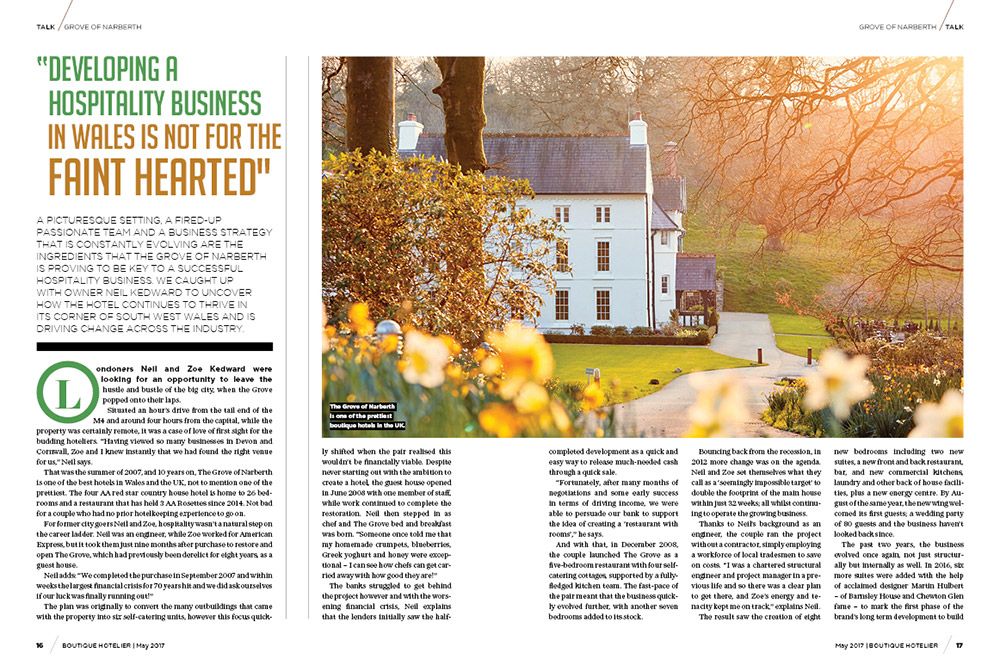 TALK / GROVE OF NARBERTH
GROVE OF NARBERTH / TALK
"DEVELOPING A
HOSPITALITY BUSINESS
IN WALES IS NOT FOR THE
FAINT HEARTED"
A PICTURESQUE SETTING, A FIRED-UP
PASSIONATE TEAM AND A BUSINESS STRATEGY
THAT IS CONSTANTLY EVOLVING ARE THE
INGREDIENTS THAT THE GROVE OF NARBERTH
IS PROVING TO BE KEY TO A SUCCESSFUL
HOSPITALITY BUSINESS. WE CAUGHT UP
WITH OWNER NEIL KEDWARD TO UNCOVER
HOW THE HOTEL CONTINUES TO THRIVE IN
ITS CORNER OF SOUTH WEST WALES AND IS
DRIVING CHANGE ACROSS THE INDUSTRY.
Londoners Neil and Zoe Kedward were
looking for an opportunity to leave the
hustle and bustle of the big city, when the Grove
popped onto their laps.
Situated an hour's drive from the tail end of the
M4 and around four hours from the capital, while the
property was certainly remote, it was a case of love of first sight for the
budding hoteliers. "Having viewed so many businesses in Devon and
Cornwall, Zoe and I knew instantly that we had found the right venue
for us," Neil says.
That was the summer of 2007, and 10 years on, The Grove of Narberth
is one of the best hotels in Wales and the UK, not to mention one of the
prettiest. The four AA red star country house hotel is home to 26 bed-
rooms and a restaurant that has held 3 AA Rosettes since 2014. Not bad
for a couple who had no prior hotelkeeping experience to go on.
For former city goers Neil and Zoe, hospitality wasn't a natural step on
the career ladder. Neil was an engineer, while Zoe worked for American
Express, but it took them just nine months after purchase to restore and
open The Grove, which had previously been derelict for eight years, as a
guest house.
Neil adds: "We completed the purchase in September 2007 and within
weeks the largest financial crisis for 70 years hit and we did ask ourselves
if our luck was finally running out!"
The plan was originally to convert the many outbuildings that came
with the property into six self-catering units, however this focus quick-
The Grove of Narberth
is one of the prettiest
boutique hotels in the UK.
ly shifted when the pair realised this
wouldn't be financially viable. Despite
never starting out with the ambition to
create a hotel, the guest house opened
in June 2008 with one member of staff,
while work continued to complete the
restoration. Neil then stepped in as
chef and The Grove bed and breakfast
was born. "Someone once told me that
my homemade crumpets, blueberries,
Greek yoghurt and honey were excep-
tional – I can see how chefs can get car-
ried away with how good they are!"
The banks struggled to get behind
the project however and with the wors-
ening financial crisis, Neil explains
that the lenders initially saw the half-
completed development as a quick and
easy way to release much-needed cash
through a quick sale.
"Fortunately, after many months of
negotiations and some early success
in terms of driving income, we were
able to persuade our bank to support
the idea of creating a 'restaurant with
rooms'," he says.
And with that, in December 2008,
the couple launched The Grove as a
five-bedroom restaurant with four self-
catering cottages, supported by a fully-
fledged kitchen team. The fast-pace of
the pair meant that the business quick-
ly evolved further, with another seven
bedrooms added to its stock.
Bouncing back from the recession, in
2012 more change was on the agenda.
Neil and Zoe set themselves what they
call as a 'seemingly impossible target' to
double the footprint of the main house
within just 32 weeks; all whilst continu-
ing to operate the growing business.
Thanks to Neil's background as an
engineer, the couple ran the project
without a contractor, simply employing
a workforce of local tradesmen to save
on costs. "I was a chartered structural
engineer and project manager in a pre-
vious life and so there was a clear plan
to get there, and Zoe's energy and te-
nacity kept me on track," explains Neil.
The result saw the creation of eight
new bedrooms including two new
suites, a new front and back restaurant,
bar, and new commercial kitchens,
laundry and other back of house facili-
ties, plus a new energy centre. By Au-
gust of the same year, the new wing wel-
comed its first guests; a wedding party
of 80 guests and the business haven't
looked back since.
The past two years, the business
evolved once again, not just structur-
ally but internally as well. In 2016, six
more suites were added with the help
of acclaimed designer Martin Hulbert
– of Barnsley House and Chewton Glen
fame – to mark the first phase of the
brand's long term development to build
16 / BOUTIQUE HOTELIER | May 2017
May 2017 | BOUTIQUE HOTELIER / 17